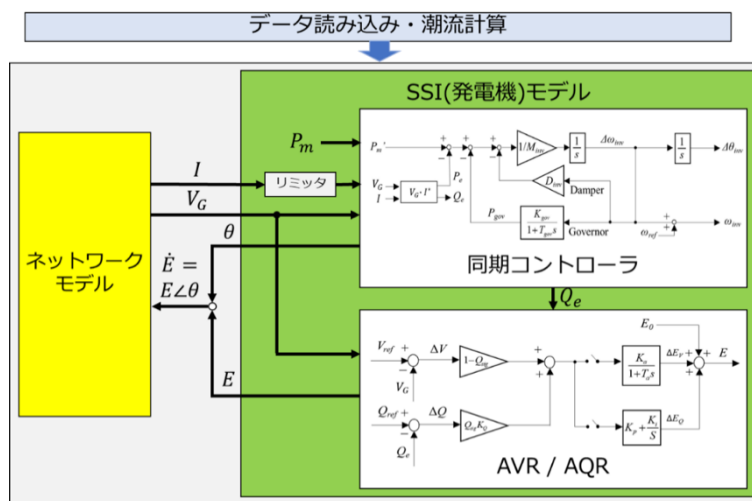 データ読み込み・潮流計算
SSI(発電機)モデル
P_m
P_m'
1/M_inv
1/s
Δω_inv
1/s
Δθ_inv
I
リミッタ
V_G
V_G
I
V_G·I*
P_e
Q_e
D_inv
Damper
P_gov
K_gov/(1+T_gov s)
Governor
ω_ref
ω_inv
同期コントローラ
θ
ネットワーク
モデル
Ė =
E∠θ
Q_e
E
V_ref
ΔV
1-Q_eg
V_G
Q_ref
ΔQ
Q_e
E_0
K_a/(1+T_a s)
ΔE_V
E
K_p+K_i/S
ΔE_Q
AVR / AQR